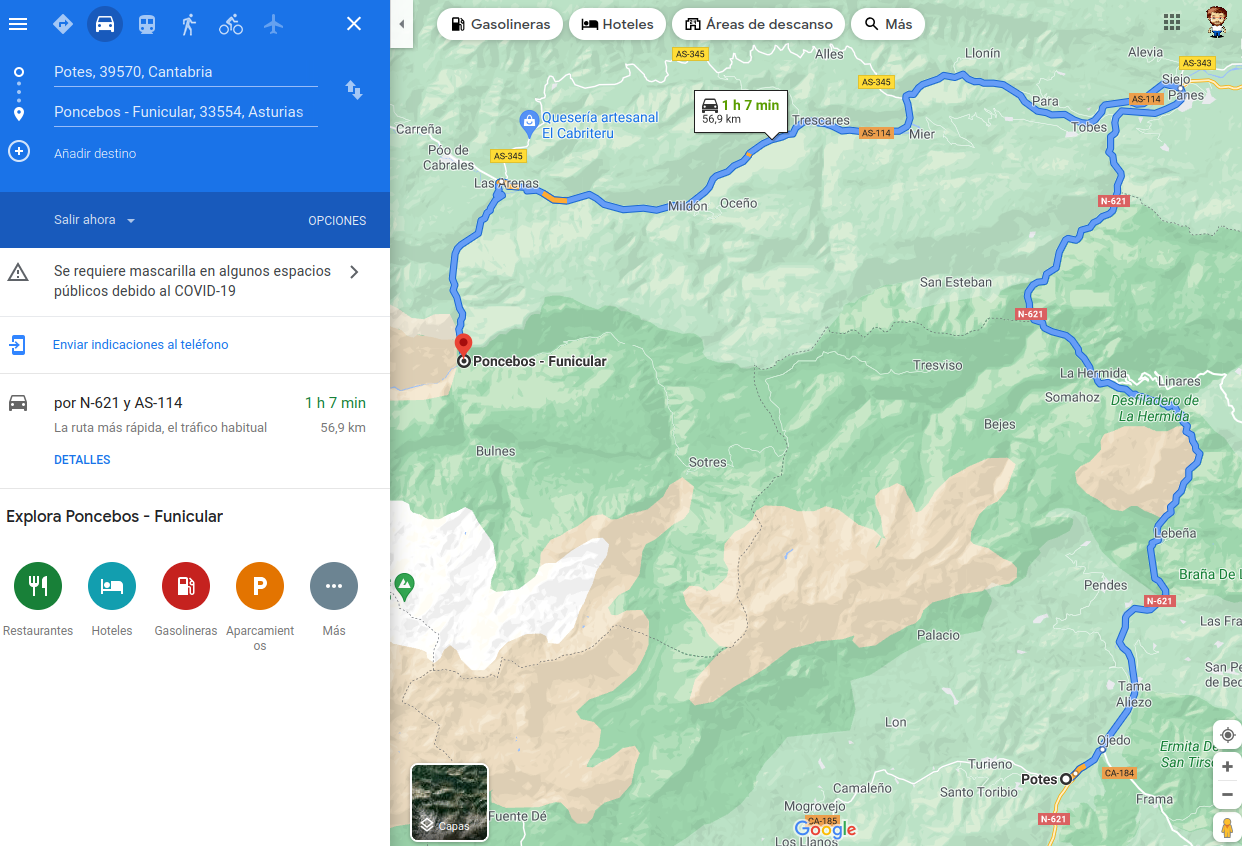 Potes, 39570, Cantabria
Poncebos - Funicular, 33554, Asturias
Añadir destino
Salir ahora
OPCIONES
Se requiere mascarilla en algunos espacios
públicos debido al COVID-19
Enviar indicaciones al teléfono
por N-621 y AS-114
1 h 7 min
La ruta más rápida, el tráfico habitual
56,9 km
DETALLES
Explora Poncebos - Funicular
P
Restaurantes
Hoteles
Gasolineras
Aparcamient
os
Más
Gasolineras
Hoteles
Áreas de descanso
Más
AS-345
Alles
Llonín
Alevia
AS-343
Siejo
Panes
AS-345
AS-114
Para
Tobes
1 h 7 min
56,9 km
Trescares
AS-114
Mier
Quesería artesanal
El Cabriteru
Carreña
Póo de
Cabrales
AS-345
Las Arenas
Mildón
Oceño
N-621
San Esteban
N-621
Poncebos - Funicular
Tresviso
La Hermida
Linares
Somahoz
Desfiladero de
La Hermida
Bejes
Bulnes
Sotres
Lebeña
Pendes
Braña De L
N-621
Las Fra
Palacio
San Pe
de Bed
Tama
Aliezo
Lon
Ojedo
Ermita De
San Tirso
Turieno
Potes
CA-184
Camaleño
Santo Toribio
Frama
Mogrovejo
CA-185
N-621
Los Llanos
Fuente Dé
Capas
Google